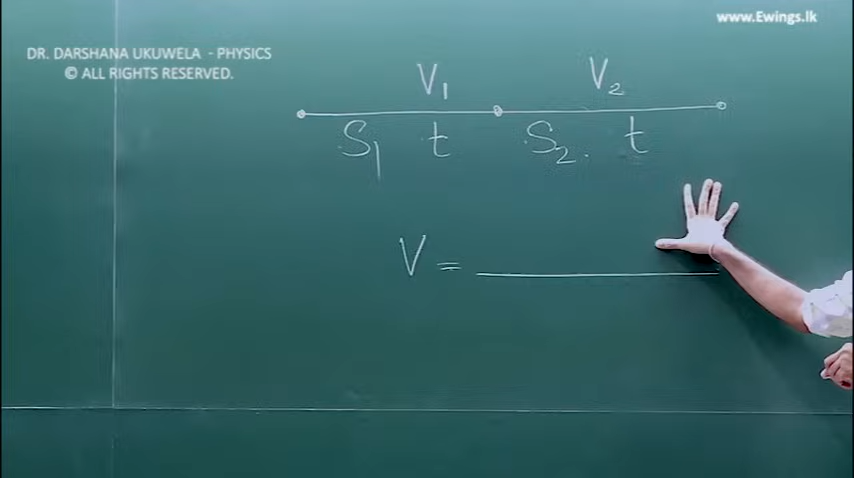 www.Ewings.lk
DR. DARSHANA UKUWELA - PHYSICS
© ALL RIGHTS RESERVED.
V₁ V₂
S₁ t S₂ t
V =